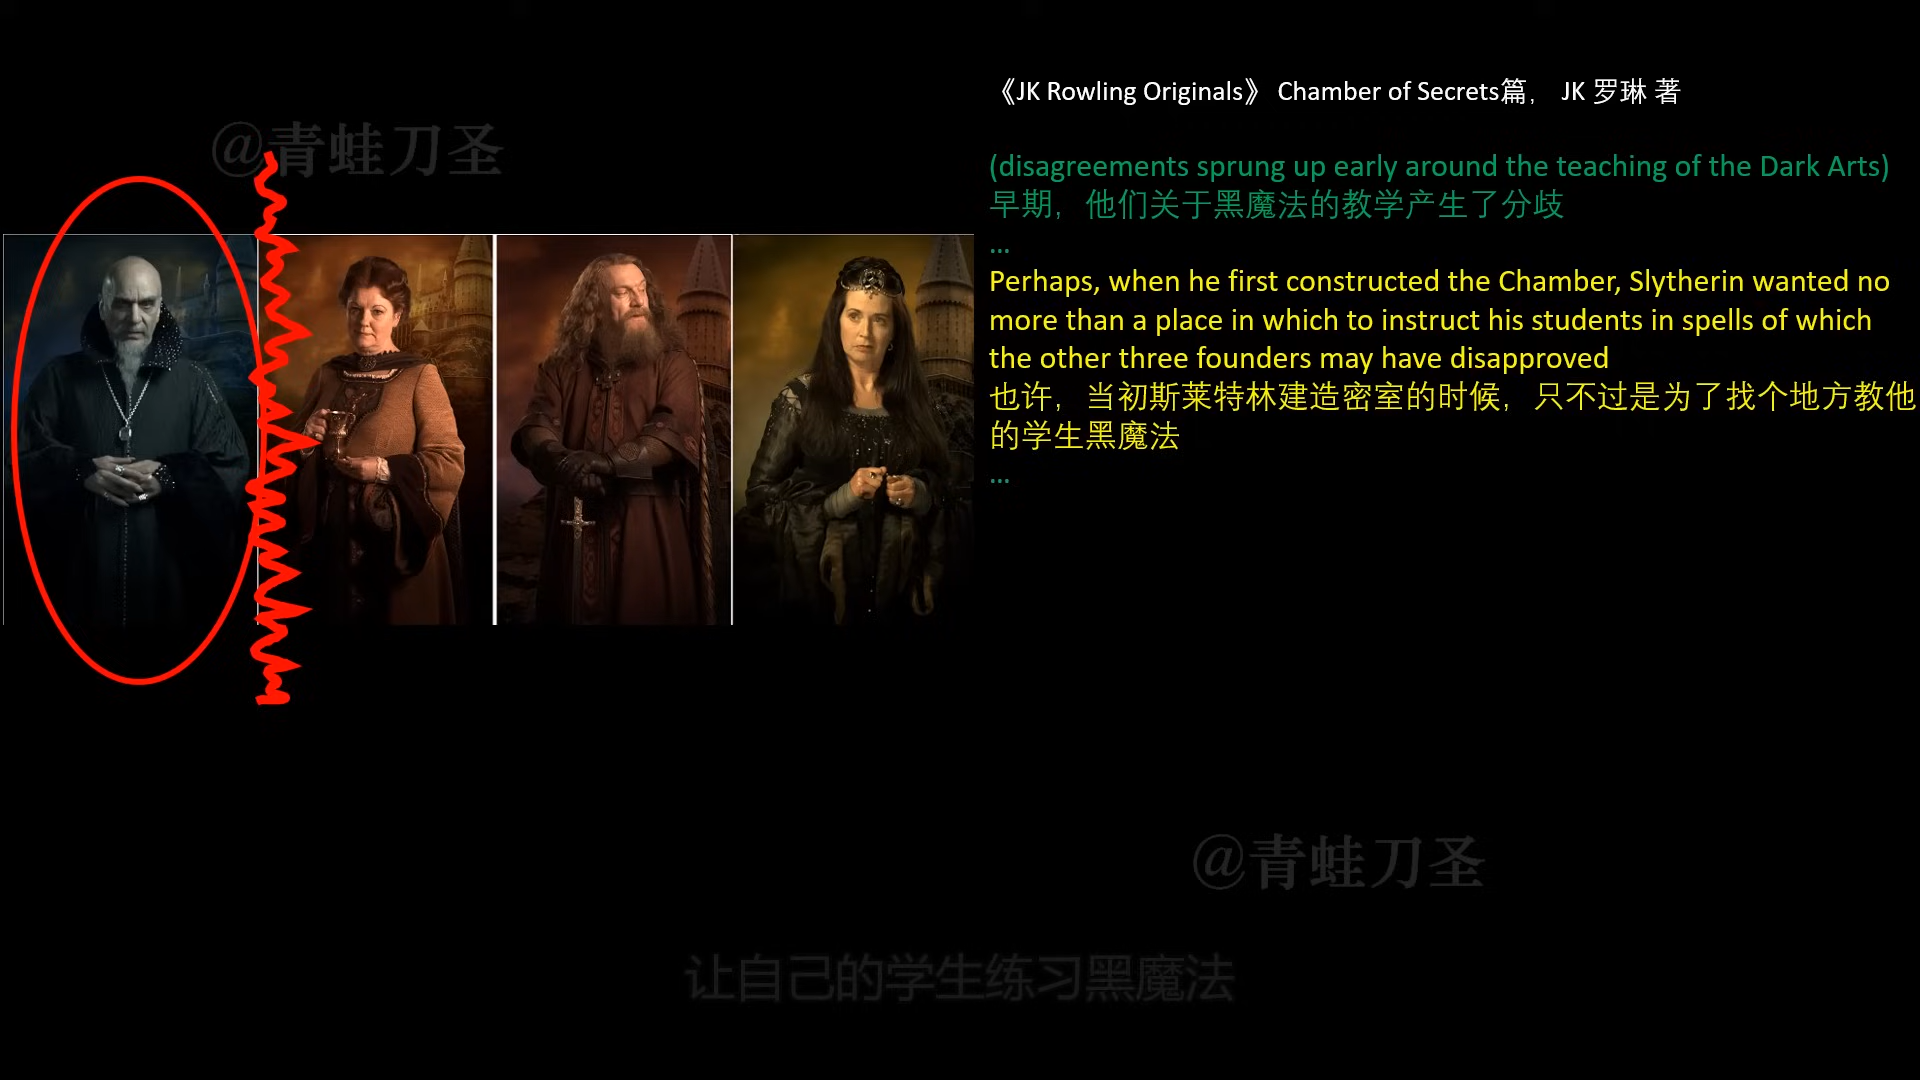 《JK Rowling Originals》 Chamber of Secrets篇， JK 罗琳 著
@青蛙刀圣
(disagreements sprung up early around the teaching of the Dark Arts)
早期，他们关于黑魔法的教学产生了分歧
...
Perhaps, when he first constructed the Chamber, Slytherin wanted no
more than a place in which to instruct his students in spells of which
the other three founders may have disapproved
也许，当初斯莱特林建造密室的时候，只不过是为了找个地方教他
的学生黑魔法
...
@青蛙刀圣
让自己的学生练习黑魔法